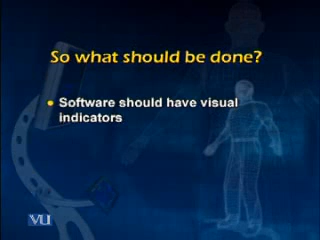 So what should be done?
Software should have visual
indicators
VU